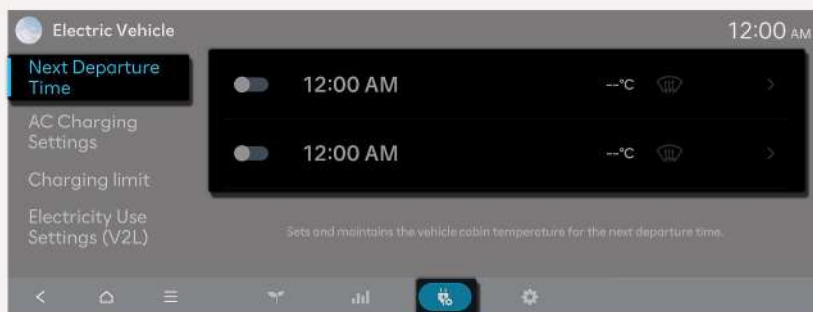 Electric Vehicle
12:00 AM
Next Departure
Time
12:00 AM
--°C
AC Charging
Settings
12:00 AM
--°C
Charging limit
Electricity Use
Settings (V2L)
Sets and maintains the vehicle cabin temperature for the next departure time.